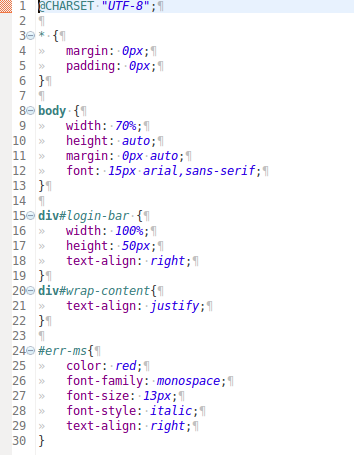 1 @CHARSET "UTF-8";¶
2 ¶
3 * {¶
4 » margin: 0px;¶
5 » padding: 0px;¶
6 }¶
7 ¶
8 body {¶
9 » width: 70%;¶
10 » height: auto;¶
11 » margin: 0px auto;¶
12 » font: 15px arial,sans-serif;¶
13 }¶
14 ¶
15 div#login-bar {¶
16 » width: 100%;¶
17 » height: 50px;¶
18 » text-align: right;¶
19 }¶
20 div#wrap-content{¶
21 » text-align: justify;¶
22 }¶
23 ¶
24 #err-ms{¶
25 » color: red;¶
26 » font-family: monospace;¶
27 » font-size: 13px;¶
28 » font-style: italic;¶
29 » text-align: right;¶
30 }